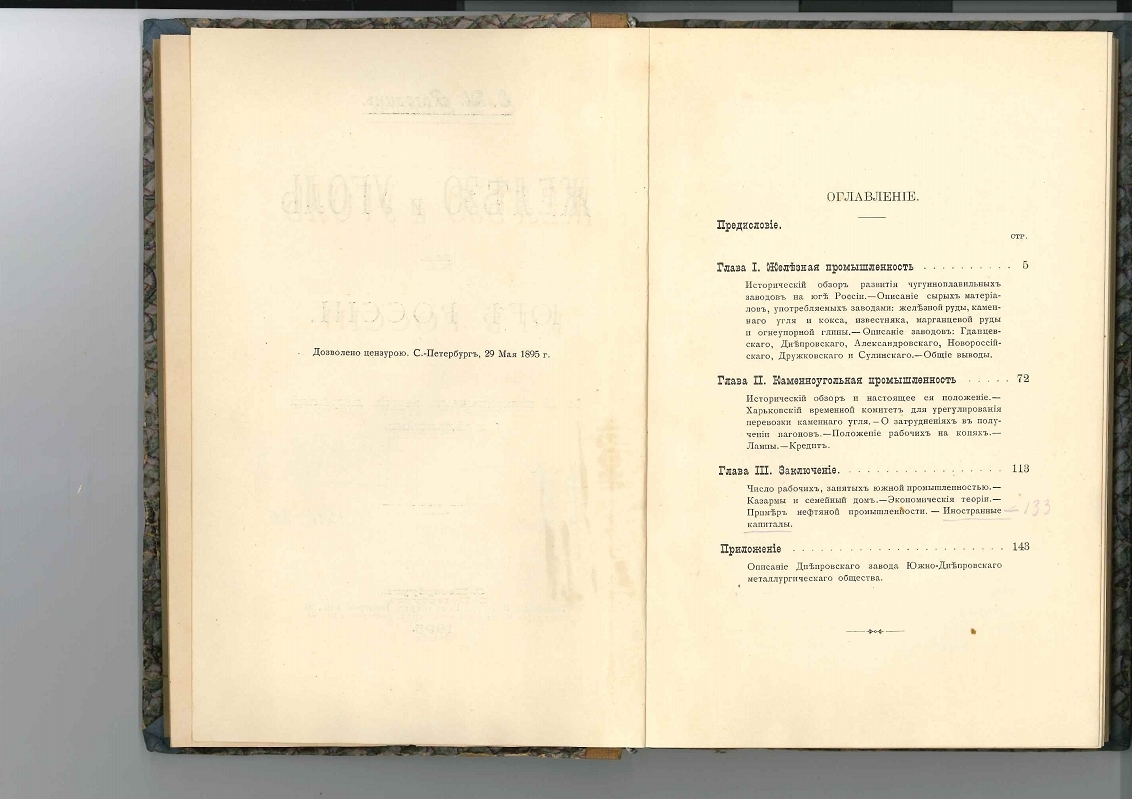 Дозволено цензурою. С.-Петербургъ, 29 Мая 1895 г.
ОГЛАВЛЕНІЕ.
Предисловіе.
СТР.
Глава I. Желѣзная промышленность . . . . . . . . . . 5
Историческій обзоръ развитія чугунноплавильныхъ
заводовъ на югѣ Россіи.—Описаніе сырыхъ матеріа-
ловъ, употребляемыхъ заводами: желѣзной руды, камен-
наго угля и кокса, известняка, марганцевой руды
и огнеупорной глины.—Описаніе заводовъ: Гданцев-
скаго, Днѣпровскаго, Александровскаго, Новороссій-
скаго, Дружковскаго и Сулинскаго.—Общіе выводы.
Глава II. Каменноугольная промышленность . . . . . 72
Историческій обзоръ и настоящее ея положеніе.—
Харьковскій временной комитетъ для урегулированія
перевозки каменнаго угля.—О затрудненіяхъ въ полу-
ченіи вагоновъ.—Положеніе рабочихъ на копяхъ.—
Лампы.—Кредитъ.
Глава III. Заключеніе. . . . . . . . . . . . . . . . . 113
Число рабочихъ, занятыхъ южной промышленностью.—
Казармы и семейный домъ.—Экономическія теоріи.—
Примѣръ нефтяной промышленности. — Иностранные — 133
капиталы.
Приложеніе . . . . . . . . . . . . . . . . . . . . . . . 143
Описаніе Днѣпровскаго завода Южно-Днѣпровскаго
металлургическаго общества.